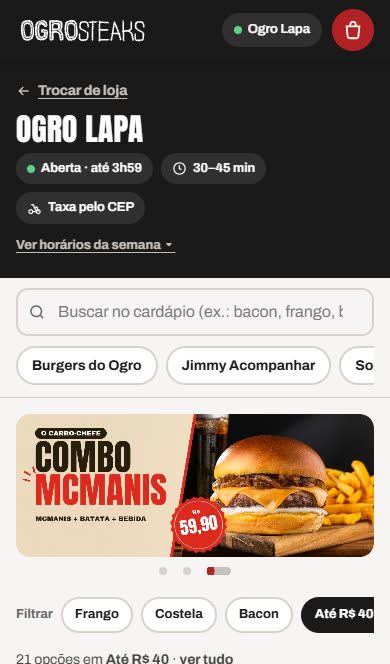 OGROSTEAKS
Ogro Lapa
Trocar de loja
OGRO LAPA
Aberta · até 3h59
30–45 min
Taxa pelo CEP
Ver horários da semana
Buscar no cardápio (ex.: bacon, frango, b
Burgers do Ogro
Jimmy Acompanhar
So
O CARRO-CHEFE
COMBO
MCMANIS
MCMANIS + BATATA + BEBIDA
R$
59,90
Filtrar
Frango
Costela
Bacon
Até R$ 40
21 opções em Até R$ 40 · ver tudo